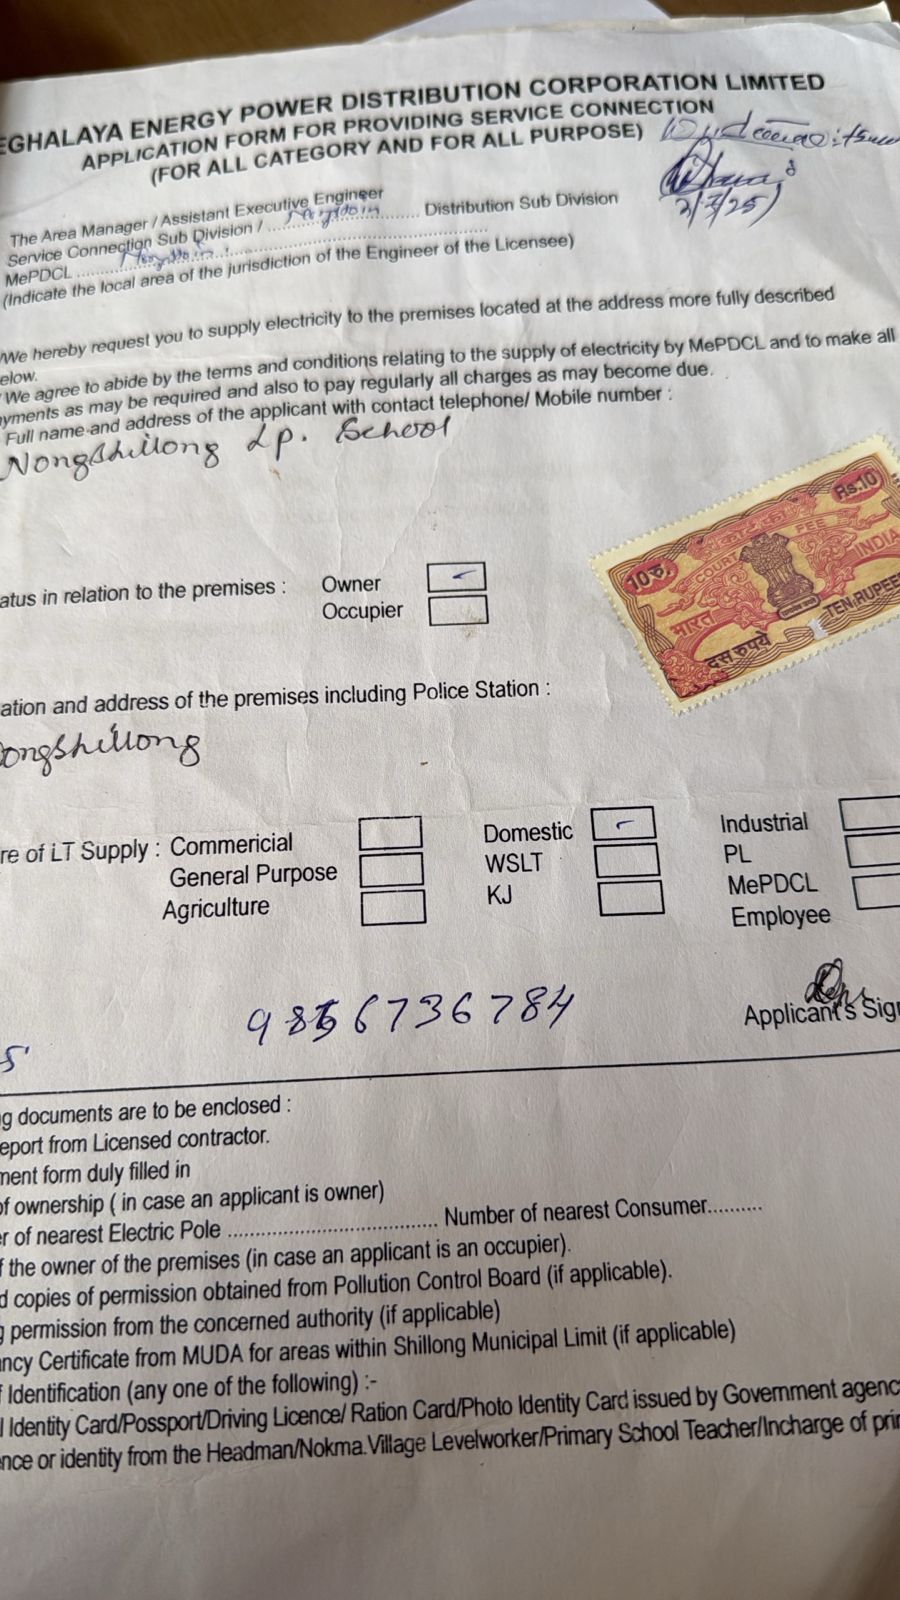 EGHALAYA ENERGY POWER DISTRIBUTION CORPORATION LIMITED
APPLICATION FORM FOR PROVIDING SERVICE CONNECTION
(FOR ALL CATEGORY AND FOR ALL PURPOSE)
The Area Manager / Assistant Executive Engineer
Service Connection Sub Division / .................... Distribution Sub Division
MePDCL ....................
(Indicate the local area of the jurisdiction of the Engineer of the Licensee)
We hereby request you to supply electricity to the premises located at the address more fully described
elow.
We agree to abide by the terms and conditions relating to the supply of electricity by MePDCL and to make all
yments as may be required and also to pay regularly all charges as may become due.
Full name and address of the applicant with contact telephone/ Mobile number :
Nongshillong Lp. School
10 रु. Rs.10
COURT FEE
भारत INDIA
दस रुपये TEN RUPEE
atus in relation to the premises : Owner
Occupier
ation and address of the premises including Police Station :
ongshillong
re of LT Supply : Commericial Domestic Industrial
General Purpose WSLT PL
Agriculture KJ MePDCL
Employee
6736784
Applicant's Sig
g documents are to be enclosed :
eport from Licensed contractor.
ment form duly filled in
of ownership ( in case an applicant is owner)
er of nearest Electric Pole .................... Number of nearest Consumer..........
f the owner of the premises (in case an applicant is an occupier).
d copies of permission obtained from Pollution Control Board (if applicable).
g permission from the concerned authority (if applicable)
ncy Certificate from MUDA for areas within Shillong Municipal Limit (if applicable)
f Identification (any one of the following) :-
l Identity Card/Possport/Driving Licence/ Ration Card/Photo Identity Card issued by Government agenc
nce or identity from the Headman/Nokma.Village Levelworker/Primary School Teacher/Incharge of pri